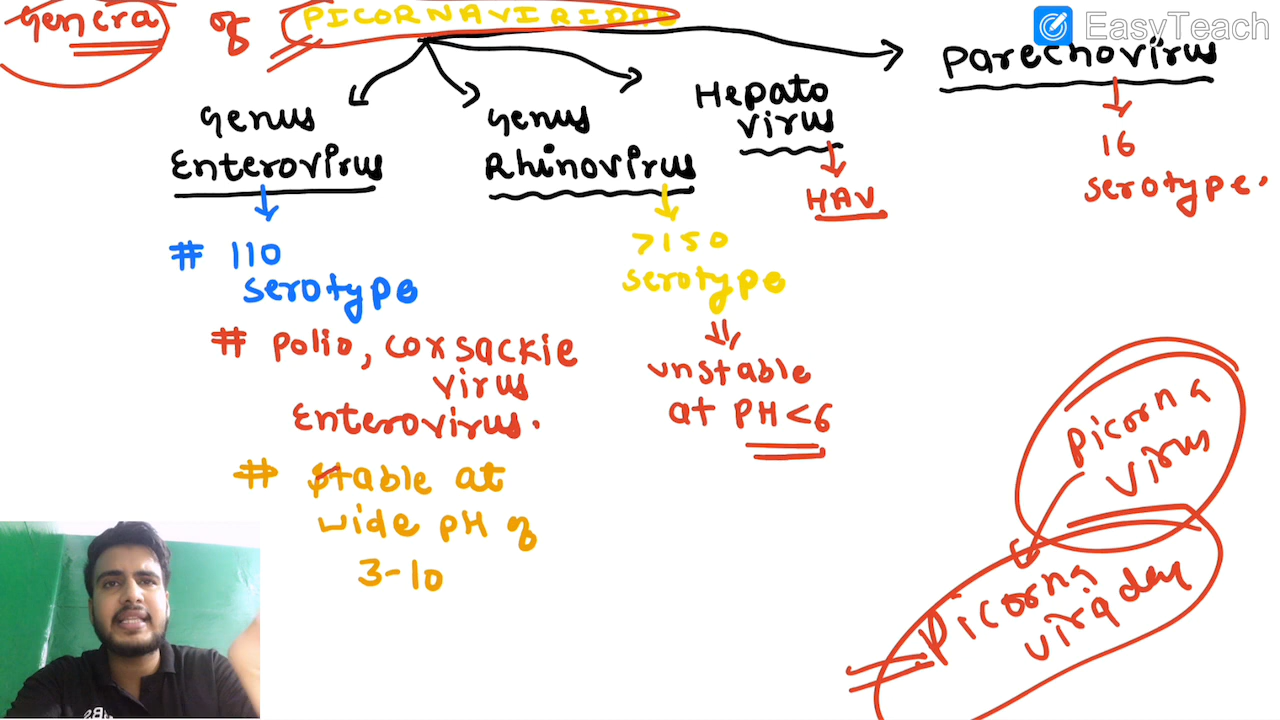 Genera of PICORNAVIRIDAE
EasyTeach
Genus
Enterovirus
# 110
serotype
# Polio, coxsackie
virus
Enterovirus.
# stable at
wide pH of
3-10
Genus
Rhinovirus
>150
serotype
unstable
at PH<6
Hepato
virus
HAV
Parechovirus
16
serotype.
Picorna
virus
Picorna
viridae